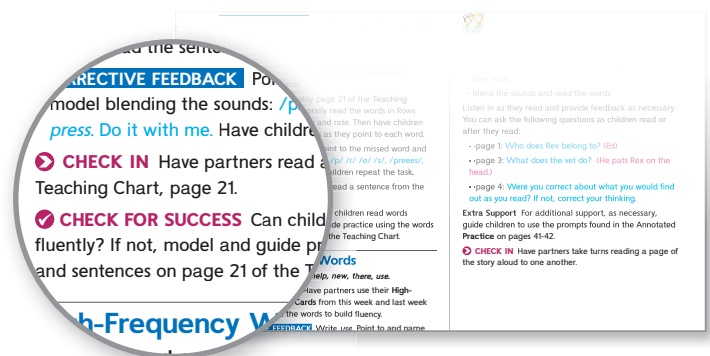 ad the sente
RRECTIVE FEEDBACK Poi
model blending the sounds: /p
press. Do it with me. Have childre
CHECK IN Have partners read a
Teaching Chart, page 21.
CHECK FOR SUCCESS Can child
fluently? If not, model and guide pr
and sentences on page 21 of the T
h-Frequency W
page 21 of the Teaching
orally read the words in Rows
and rate. Then have children
as they point to each word.
int to the missed word and
/p/ /r/ /e/ /s/, /preees/,
ildren repeat the task.
ead a sentence from the
children read words
de practice using the words
the Teaching Chart.
Words
help, new, there, use.
Have partners use their High-
Cards from this week and last week
the words to build fluency.
FEEDBACK Write use. Point to and name
they read.
• blend the sounds and read the words.
Listen in as they read and provide feedback as necessary.
You can ask the following questions as children read or
after they read:
• page 1: Who does Rex belong to? (Ed)
• page 3: What does the vet do? (He pats Rex on the
head.)
• page 4: Were you correct about what you would find
out as you read? If not, correct your thinking.
Extra Support For additional support, as necessary,
guide children to use the prompts found in the Annotated
Practice on pages 41-42.
CHECK IN Have partners take turns reading a page of
the story aloud to one another.